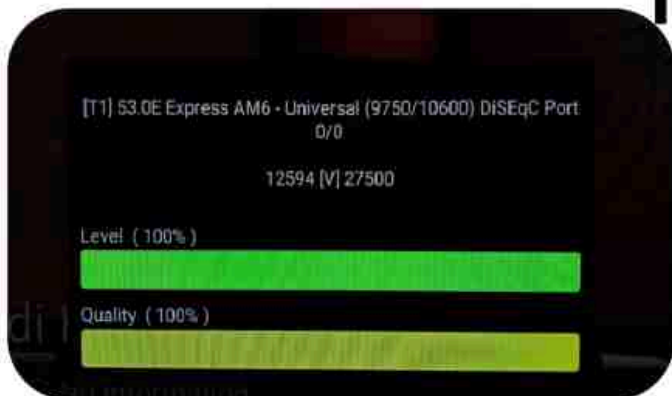 [T1] 53.0E Express AM6 - Universal (9750/10600) DiSEqC Port
0/0
12594 [V] 27500
Level ( 100% )
Quality ( 100% )